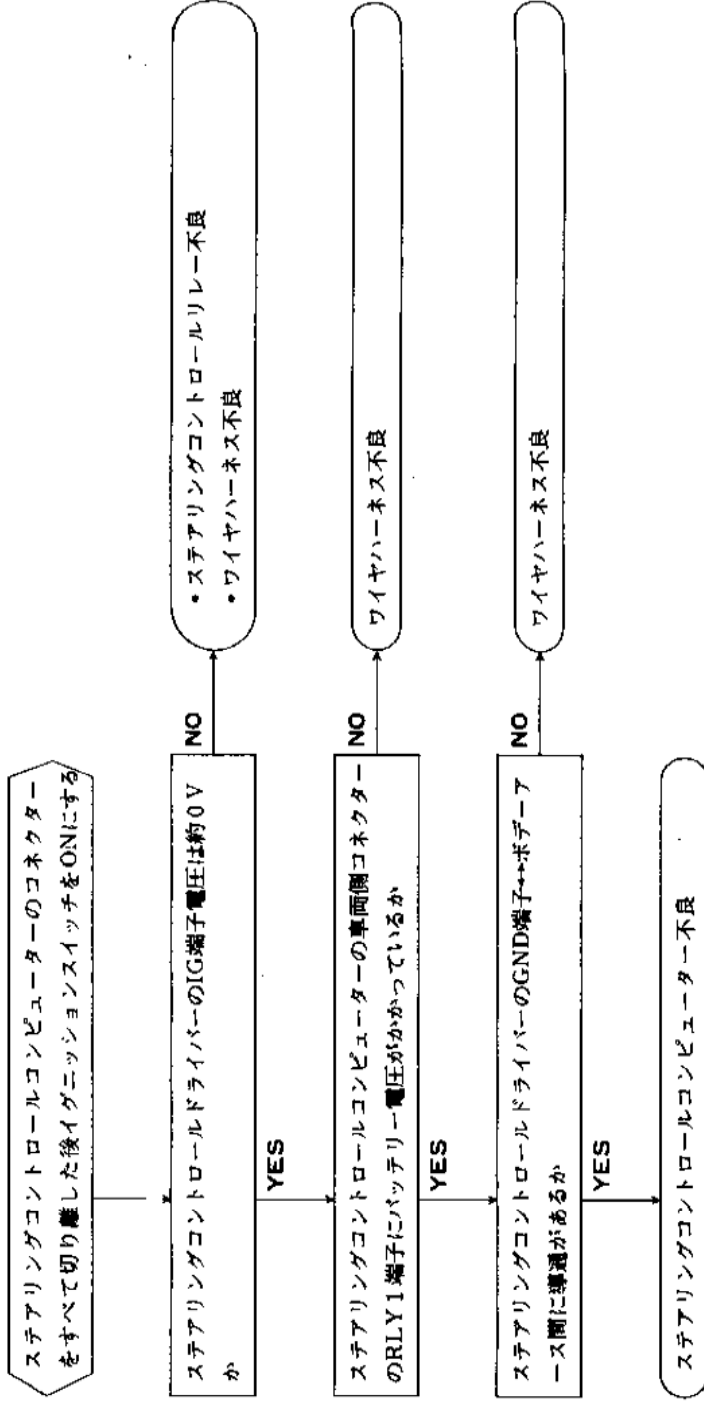 ステアリングコントロールコンピューターのコネクター
をすべて切り離した後イグニッションスイッチをONにする
ステアリングコントロールドライバーのIG端子電圧は約0V
か
NO
・ステアリングコントロールリレー不良
・ワイヤハーネス不良
YES
ステアリングコントロールコンピューターの車両側コネクター
のRLY1端子にバッテリー電圧がかかっているか
NO
ワイヤハーネス不良
YES
ステアリングコントロールドライバーのGND端子↔ボデーア
ース間に導通があるか
NO
ワイヤハーネス不良
YES
ステアリングコントロールコンピューター不良